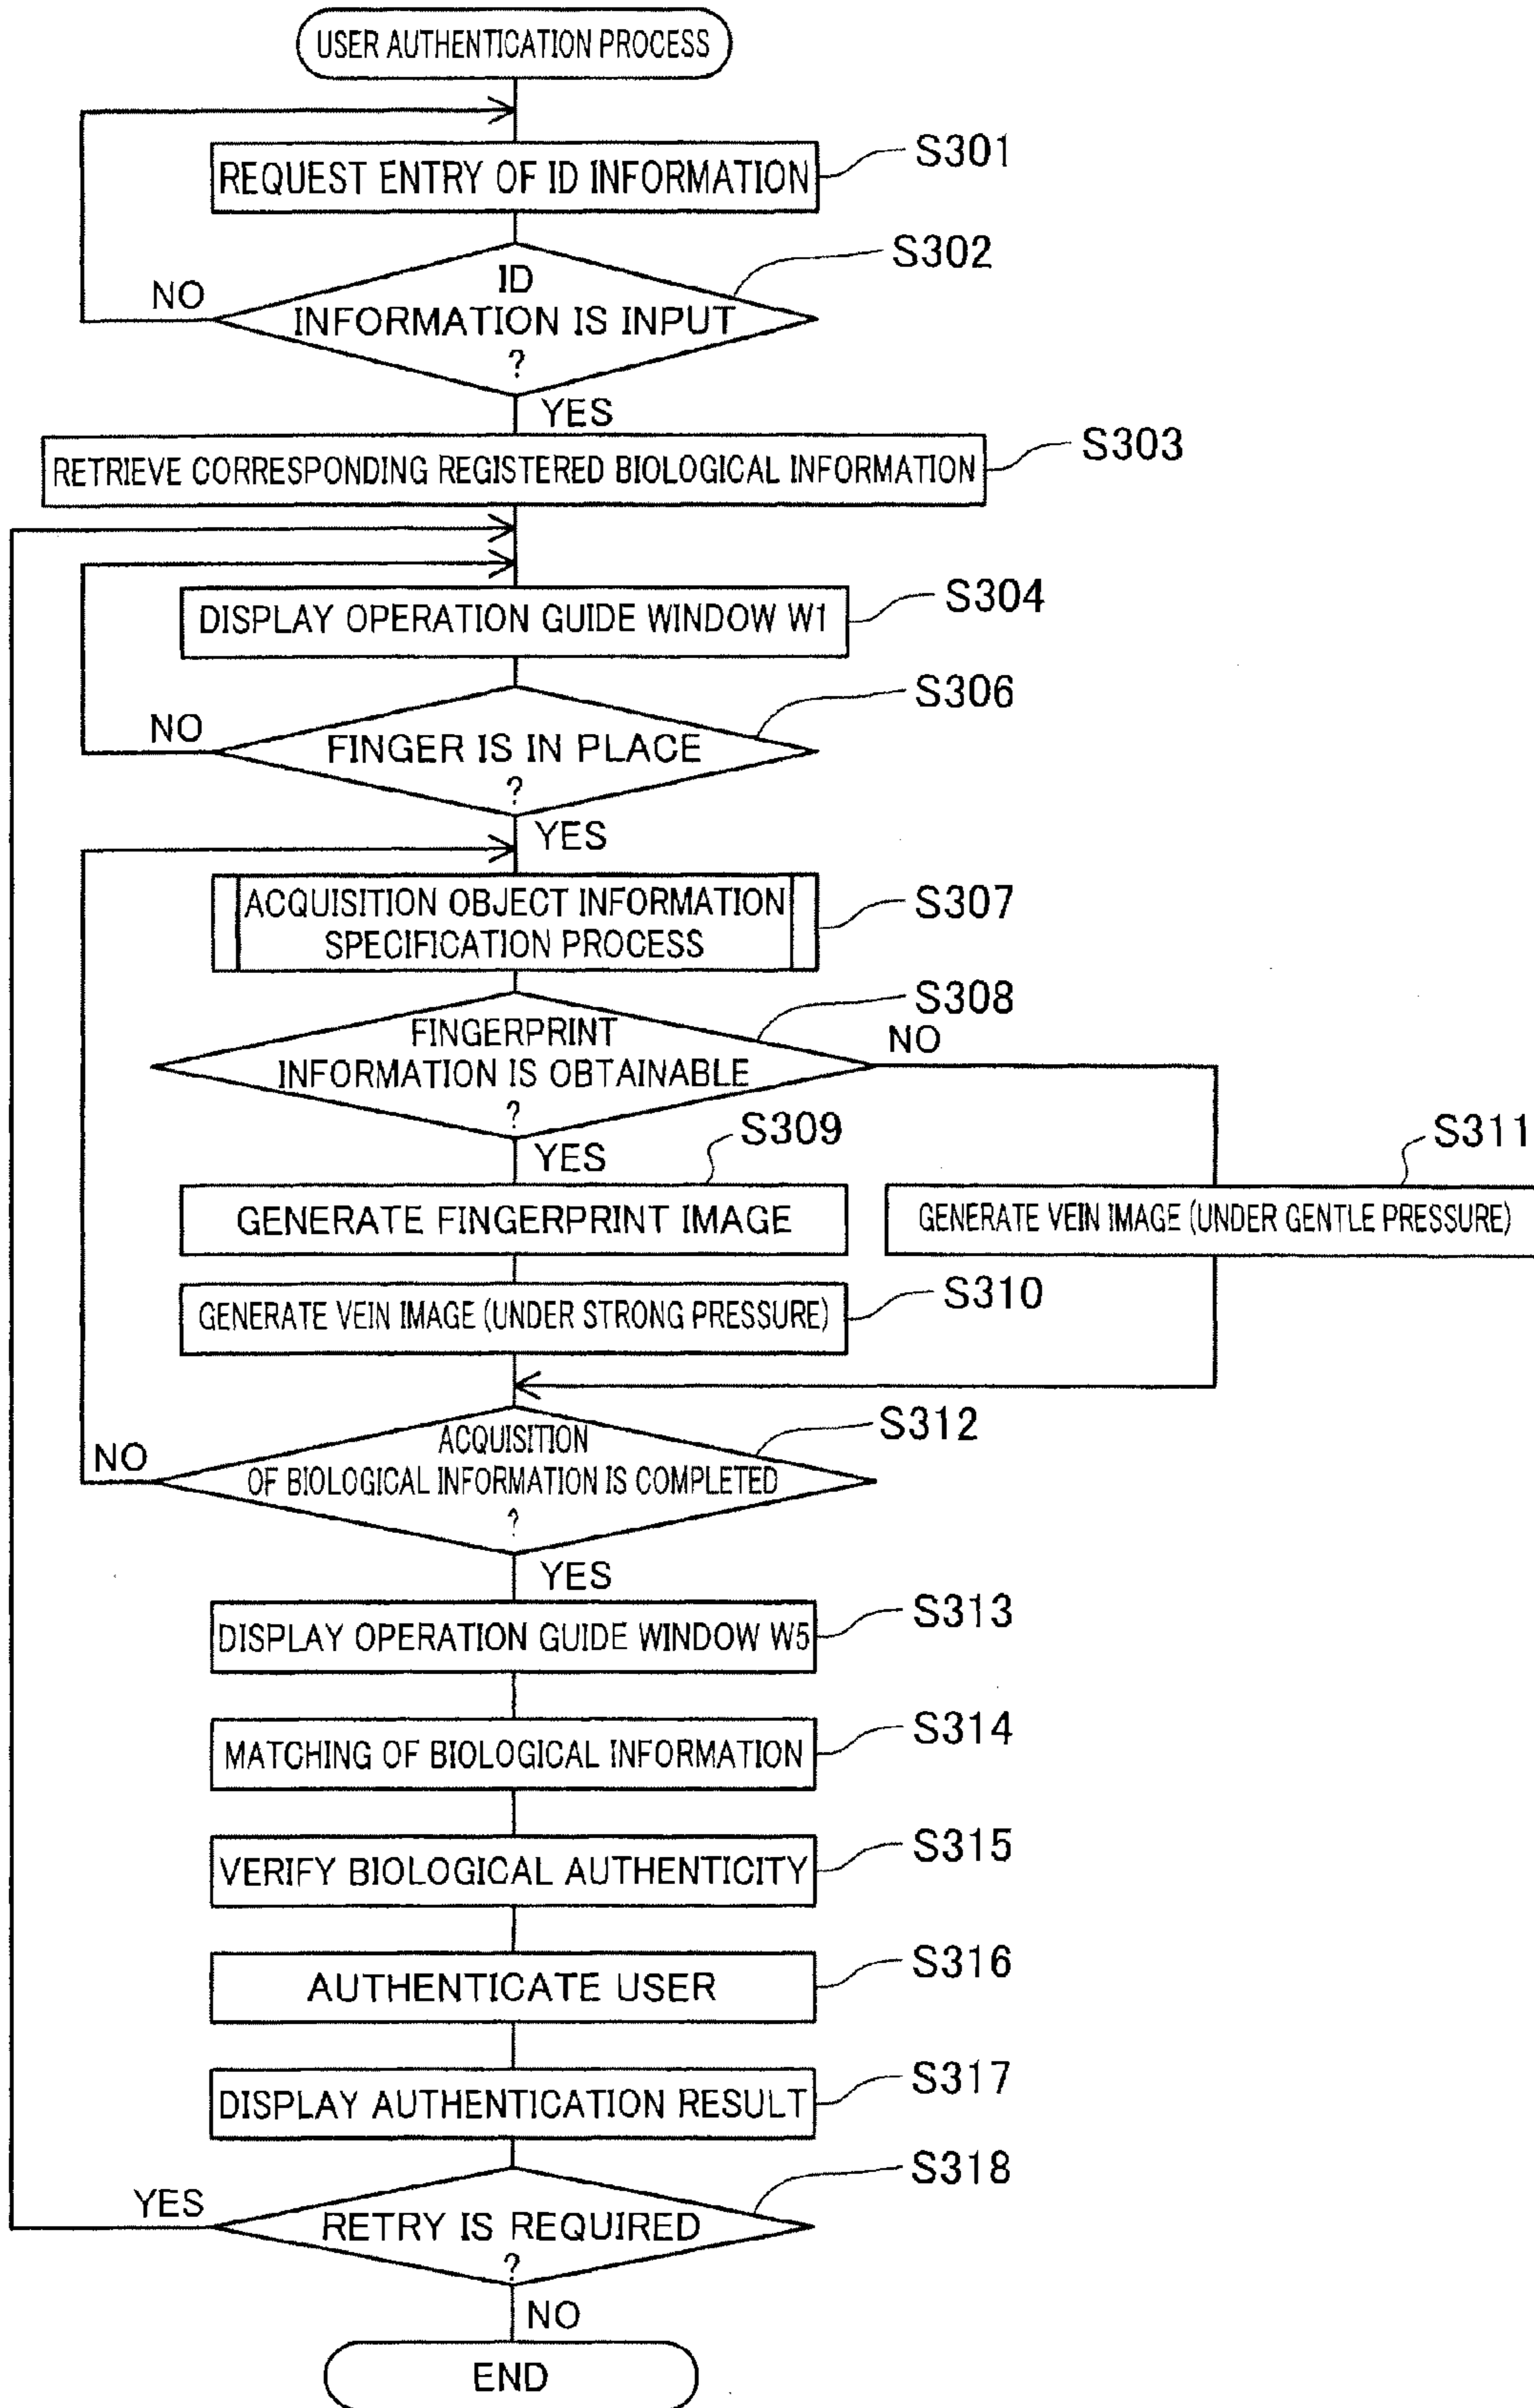 USER AUTHENTICATION PROCESS
REQUEST ENTRY OF ID INFORMATION
S301
ID
INFORMATION IS INPUT
?
S302
NO
YES
RETRIEVE CORRESPONDING REGISTERED BIOLOGICAL INFORMATION
S303
DISPLAY OPERATION GUIDE WINDOW W1
S304
FINGER IS IN PLACE
?
S306
NO
YES
ACQUISITION OBJECT INFORMATION
SPECIFICATION PROCESS
S307
FINGERPRINT
INFORMATION IS OBTAINABLE
?
S308
NO
YES
GENERATE FINGERPRINT IMAGE
S309
GENERATE VEIN IMAGE (UNDER GENTLE PRESSURE)
S311
GENERATE VEIN IMAGE (UNDER STRONG PRESSURE)
S310
ACQUISITION
OF BIOLOGICAL INFORMATION IS COMPLETED
?
S312
NO
YES
DISPLAY OPERATION GUIDE WINDOW W5
S313
MATCHING OF BIOLOGICAL INFORMATION
S314
VERIFY BIOLOGICAL AUTHENTICITY
S315
AUTHENTICATE USER
S316
DISPLAY AUTHENTICATION RESULT
S317
RETRY IS REQUIRED
?
S318
YES
NO
END